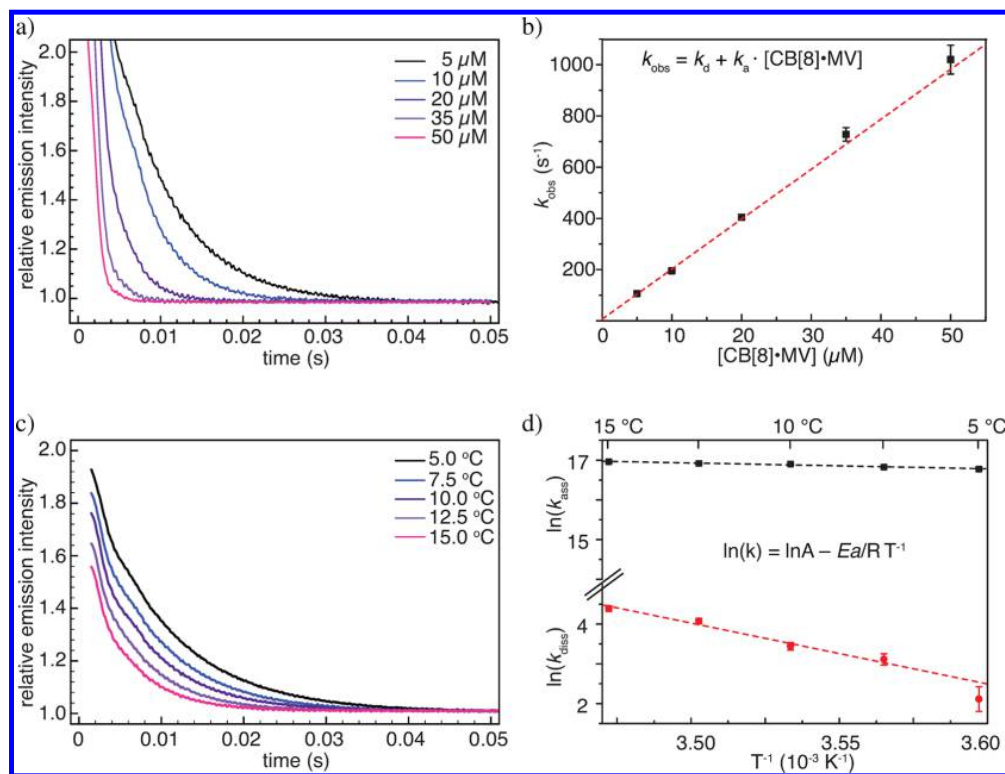 a)
relative emission intensity
2.0
1.8
1.6
1.4
1.2
1.0
5 µM
10 µM
20 µM
35 µM
50 µM
0.01 0.02 0.03 0.04 0.05
time (s)
b)
k_obs = k_d + k_a · [CB[8]•MV]
k_obs (s⁻¹)
1000
800
600
400
200
0 10 20 30 40 50
[CB[8]•MV] (µM)
c)
relative emission intensity
2.0
1.8
1.6
1.4
1.2
1.0
5.0 °C
7.5 °C
10.0 °C
12.5 °C
15.0 °C
0.01 0.02 0.03 0.04 0.05
time (s)
d)
15 °C 10 °C 5 °C
ln(k_ass)
17
15
ln(k) = lnA – Ea/R T⁻¹
ln(k_diss)
4
2
3.50 3.55 3.60
T⁻¹ (10⁻³ K⁻¹)